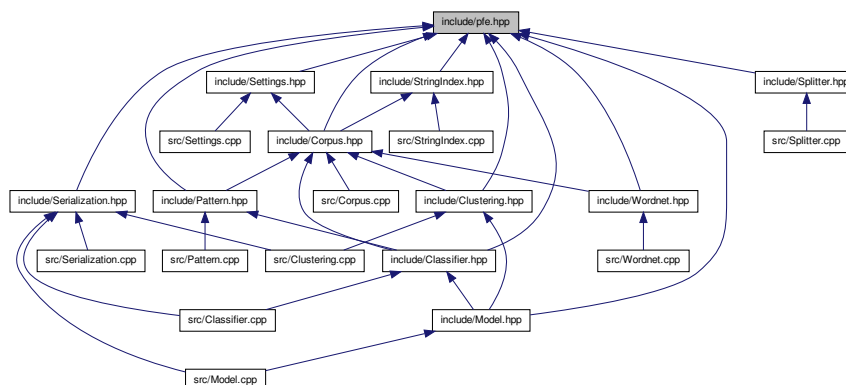 include/pfe.hpp
include/Settings.hpp
include/StringIndex.hpp
include/Splitter.hpp
src/Settings.cpp
include/Corpus.hpp
src/StringIndex.cpp
src/Splitter.cpp
include/Serialization.hpp
include/Pattern.hpp
src/Corpus.cpp
include/Clustering.hpp
include/Wordnet.hpp
src/Serialization.cpp
src/Pattern.cpp
src/Clustering.cpp
include/Classifier.hpp
src/Wordnet.cpp
src/Classifier.cpp
include/Model.hpp
src/Model.cpp